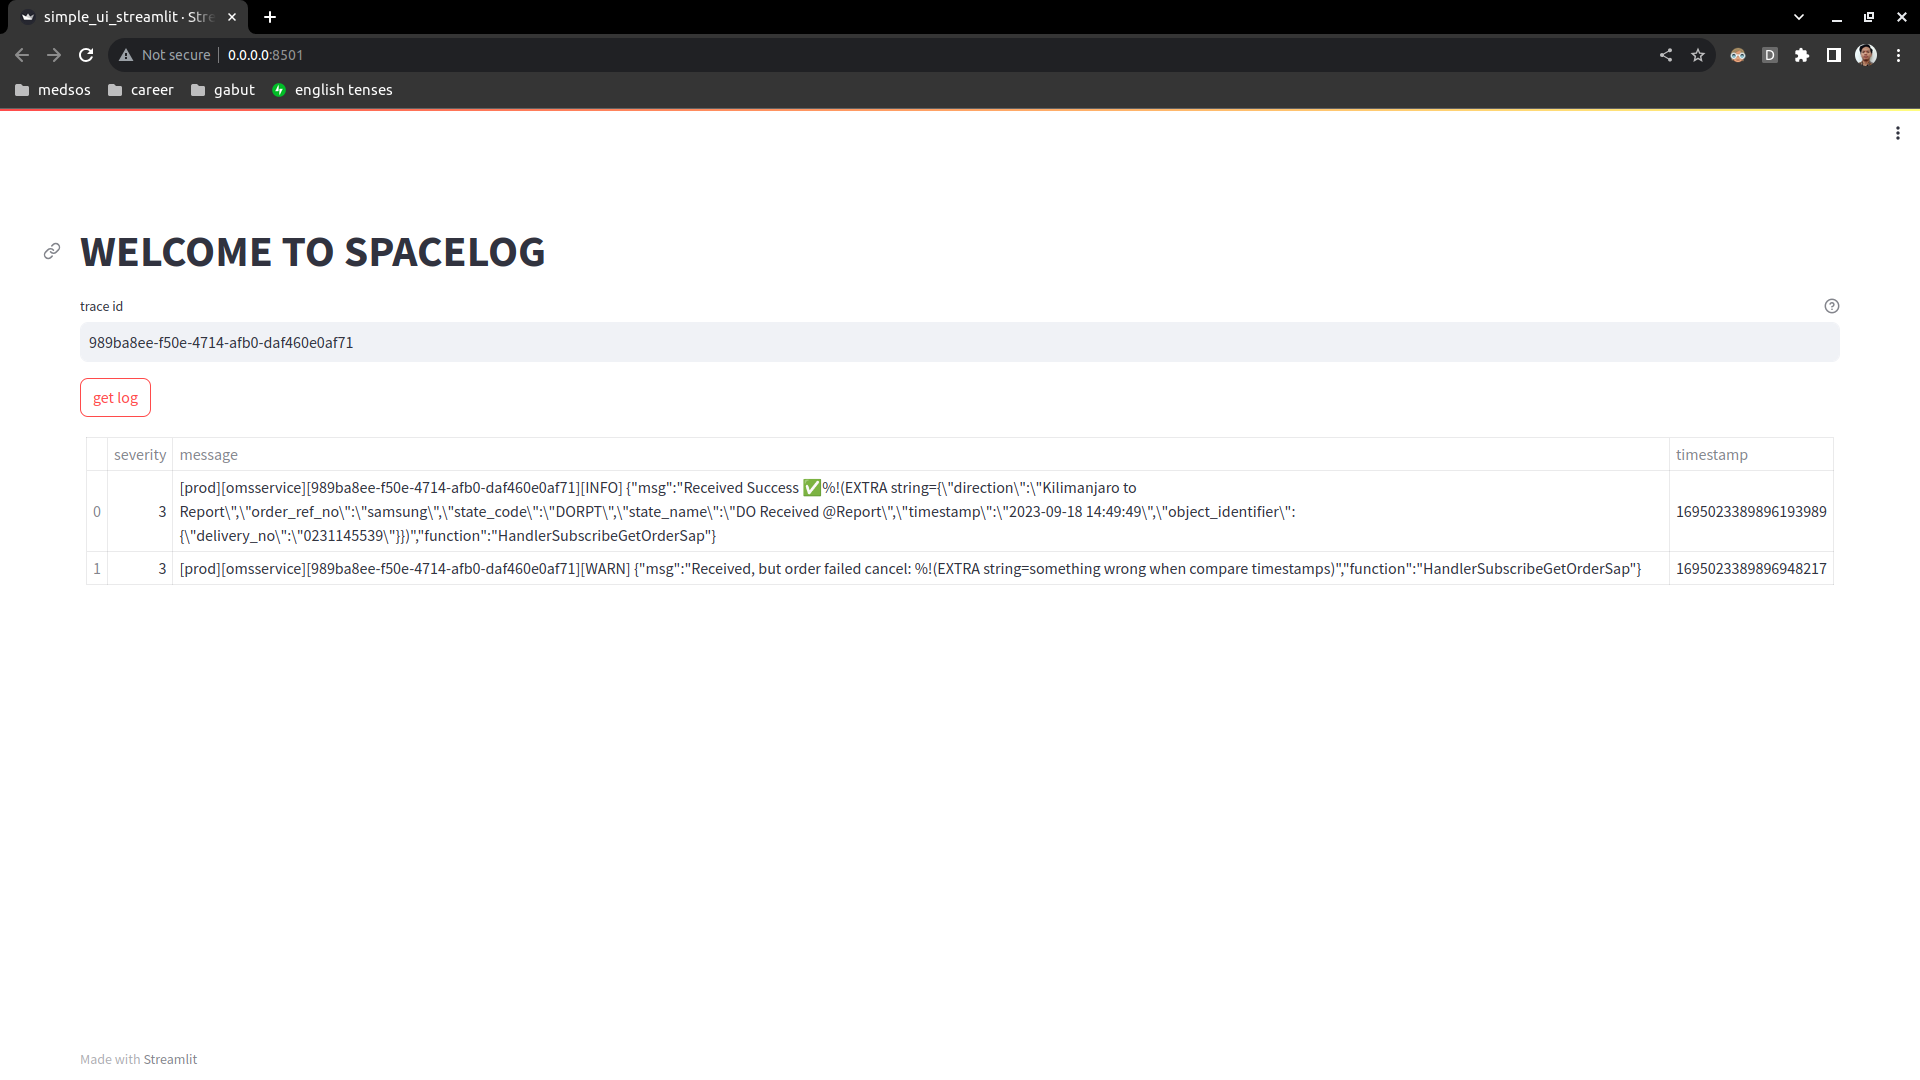 simple_ui_streamlit · Stre
Not secure
0.0.0.0:8501
D
medsos
career
gabut
english tenses
WELCOME TO SPACELOG
trace id
989ba8ee-f50e-4714-afb0-daf460e0af71
get log
severity message timestamp
0 3 [prod][omsservice][989ba8ee-f50e-4714-afb0-daf460e0af71][INFO] {"msg":"Received Success ✅%!(EXTRA string={\"direction\":\"Kilimanjaro to
Report\",\"order_ref_no\":\"samsung\",\"state_code\":\"DORPT\",\"state_name\":\"DO Received @Report\",\"timestamp\":\"2023-09-18 14:49:49\",\"object_identifier\":
{\"delivery_no\":\"0231145539\"}})","function":"HandlerSubscribeGetOrderSap"}
1695023389896193989
1 3 [prod][omsservice][989ba8ee-f50e-4714-afb0-daf460e0af71][WARN] {"msg":"Received, but order failed cancel: %!(EXTRA string=something wrong when compare timestamps)","function":"HandlerSubscribeGetOrderSap"} 1695023389896948217
Made with Streamlit